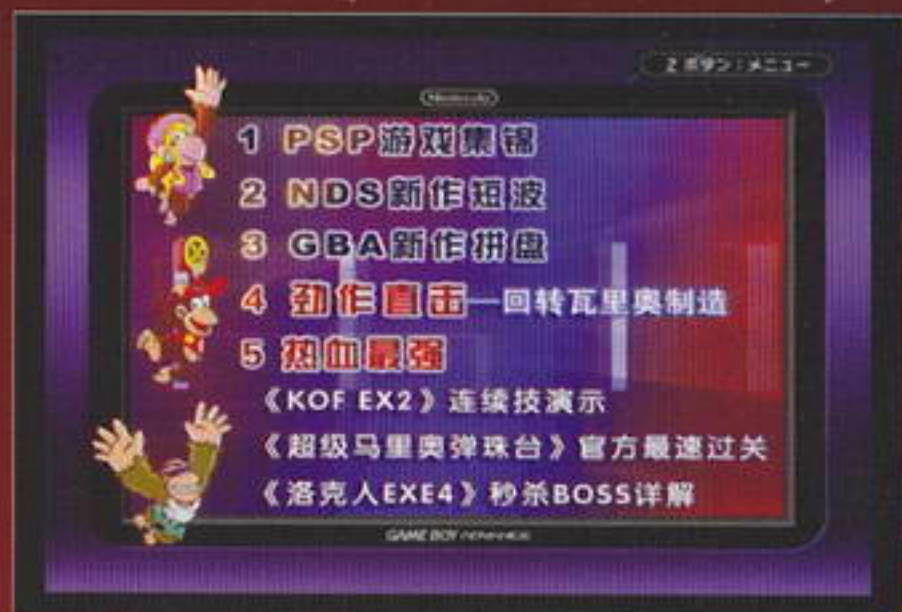 Z ボタン：メニュー
Nintendo
1 PSP游戏集锦
2 NDS新作短波
3 GBA新作拼盘
4 劲作直击—回转瓦里奥制造
5 热血最强
《KOF EX2》连续技演示
《超级马里奥弹珠台》官方最速过关
《洛克人EXE4》秒杀BOSS详解
GAME BOY ADVANCE